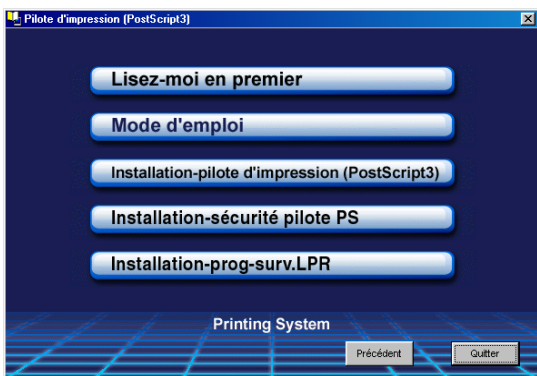 Pilote d'impression (PostScript3)
Lisez-moi en premier
Mode d'emploi
Installation-pilote d'impression (PostScript3)
Installation-sécurité pilote PS
Installation-prog-surv.LPR
Printing System
Précédent
Quitter